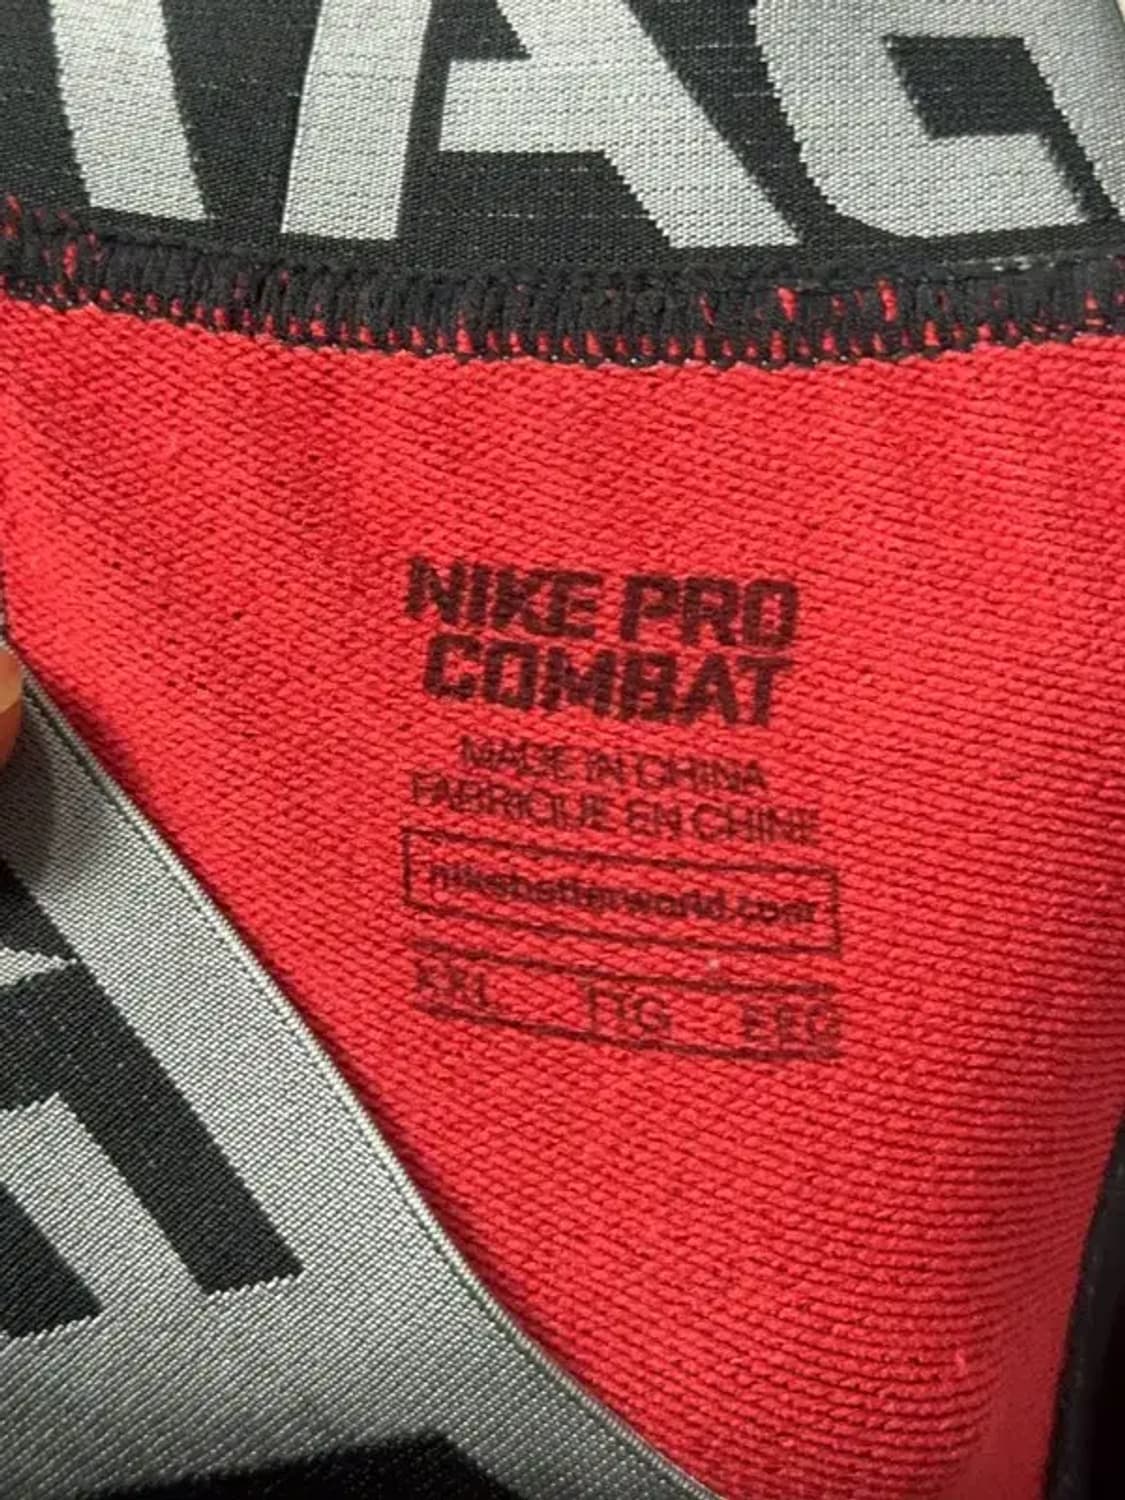 NIKE PRO
COMBAT
MADE IN CHINA
FABRIQUE EN CHINE
nikebetterworld.com
XXL TTG EEG